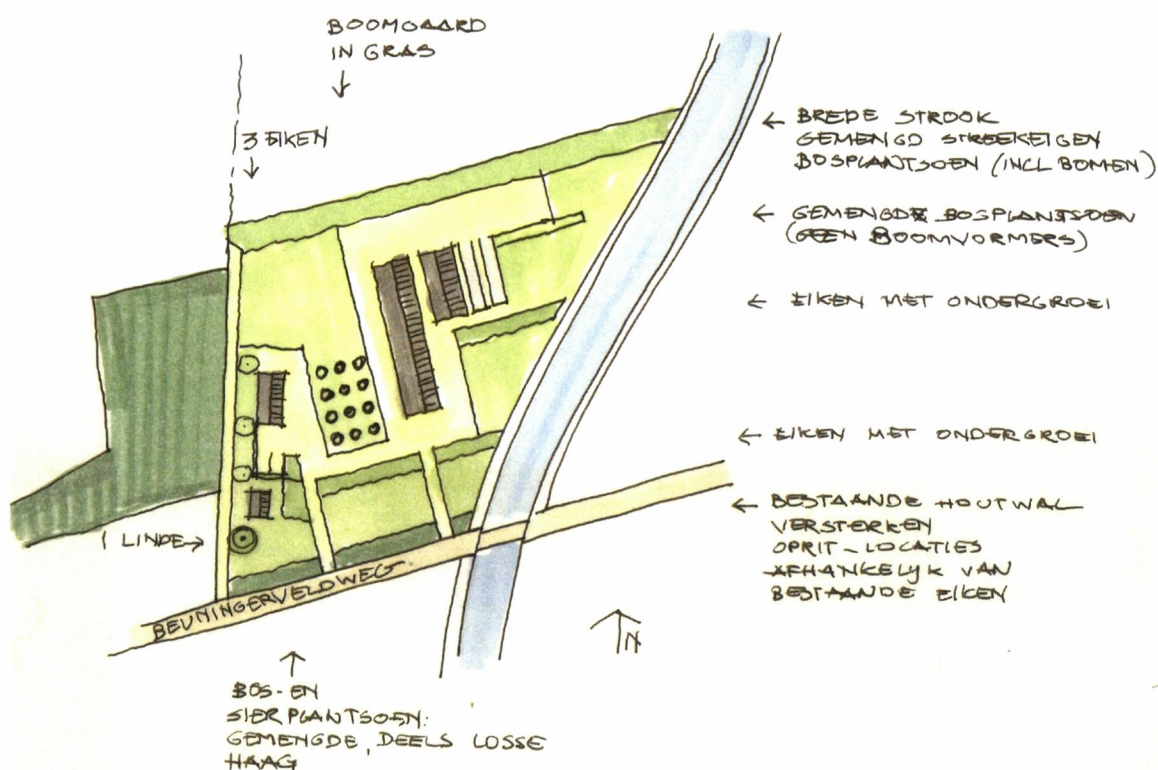 BOOMGAARD
IN GRAS
3 EIKEN
BREDE STROOK
GEMENGD STREEKEIGEN
BOSPLANTSOEN (INCL BOMEN)
GEMENGDE BOSPLANTSOEN
(GEEN BOOMVORMERS)
EIKEN MET ONDERGROEI
EIKEN MET ONDERGROEI
BESTAANDE HOUTWAL
VERSTERKEN
OPRIT-LOCATIES
AFHANKELIJK VAN
BESTAANDE EIKEN
1 LINDE
BEUNINGERVELDWEG.
N
BOS-EN
SIERPLANTSOEN:
GEMENGDE, DEELS LOSSE
HAAG